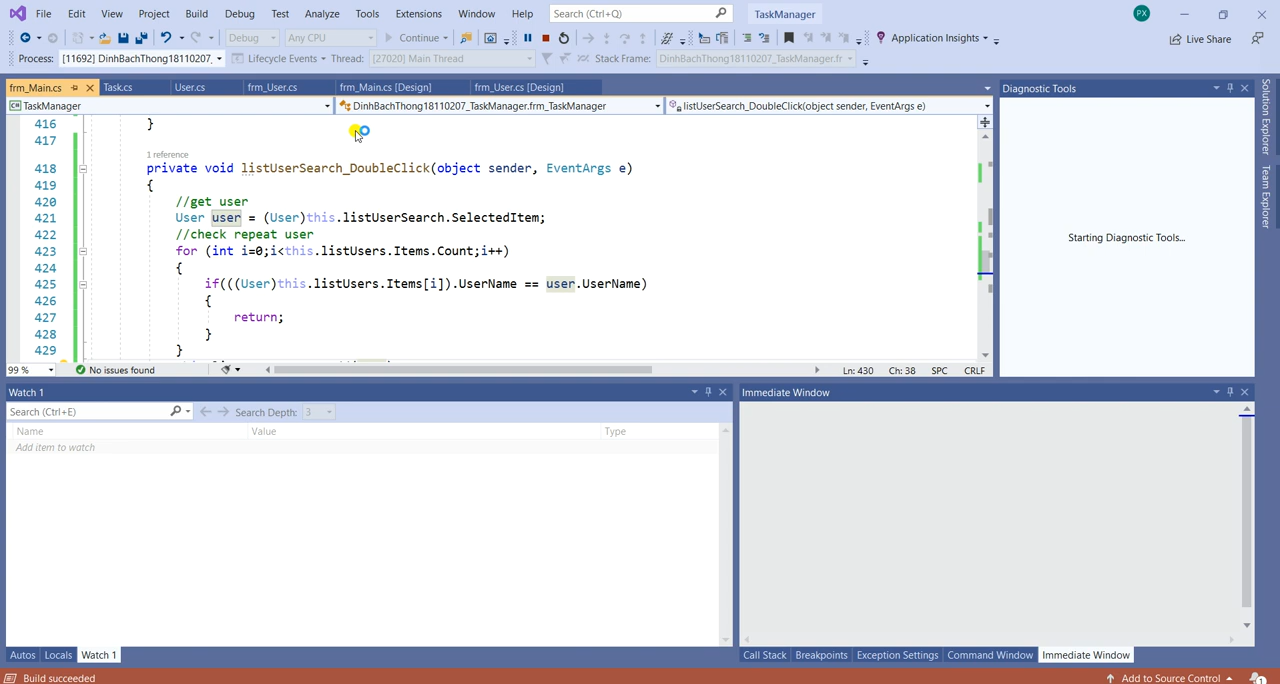 File Edit View Project Build Debug Test Analyze Tools Extensions Window Help Search (Ctrl+Q) TaskManager PX
Debug Any CPU Continue Application Insights Live Share
Process: [11692] DinhBachThong18110207_ Lifecycle Events Thread: [27020] Main Thread Stack Frame: DinhBachThong18110207_TaskManager.fr
frm_Main.cs Task.cs User.cs frm_User.cs frm_Main.cs [Design] frm_User.cs [Design] Diagnostic Tools
TaskManager DinhBachThong18110207_TaskManager.frm_TaskManager listUserSearch_DoubleClick(object sender, EventArgs e)
416 }
417
1 reference
418 private void listUserSearch_DoubleClick(object sender, EventArgs e)
419 {
420 //get user
421 User user = (User)this.listUserSearch.SelectedItem;
422 //check repeat user
423 for (int i=0;i<this.listUsers.Items.Count;i++)
424 {
425 if(((User)this.listUsers.Items[i]).UserName == user.UserName)
426 {
427 return;
428 }
429 }
Starting Diagnostic Tools...
Solution Explorer
Team Explorer
99 % No issues found Ln: 430 Ch: 38 SPC CRLF
Watch 1 Immediate Window
Search (Ctrl+E) Search Depth: 3
Name Value Type
Add item to watch
Autos Locals Watch 1 Call Stack Breakpoints Exception Settings Command Window Immediate Window
Build succeeded Add to Source Control 1